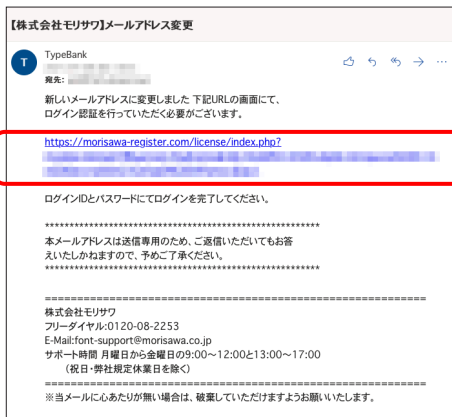 【株式会社モリサワ】メールアドレス変更
T
TypeBank
宛先:
新しいメールアドレスに変更しました 下記URLの画面にて、
ログイン認証を行っていただく必要がございます。
https://morisawa-register.com/license/index.php?
ログインIDとパスワードにてログインを完了してください。
*********************************************************
本メールアドレスは送信専用のため、ご返信いただいてもお答
えいたしかねますので、予めご了承ください。
*********************************************************
==========================================================
株式会社モリサワ
フリーダイヤル:0120-08-2253
E-Mail:font-support@morisawa.co.jp
サポート時間 月曜日から金曜日の9:00～12:00と13:00～17:00
(祝日・弊社規定休業日を除く)
==========================================================
※当メールに心あたりが無い場合は、破棄していただけますようお願いいたします。